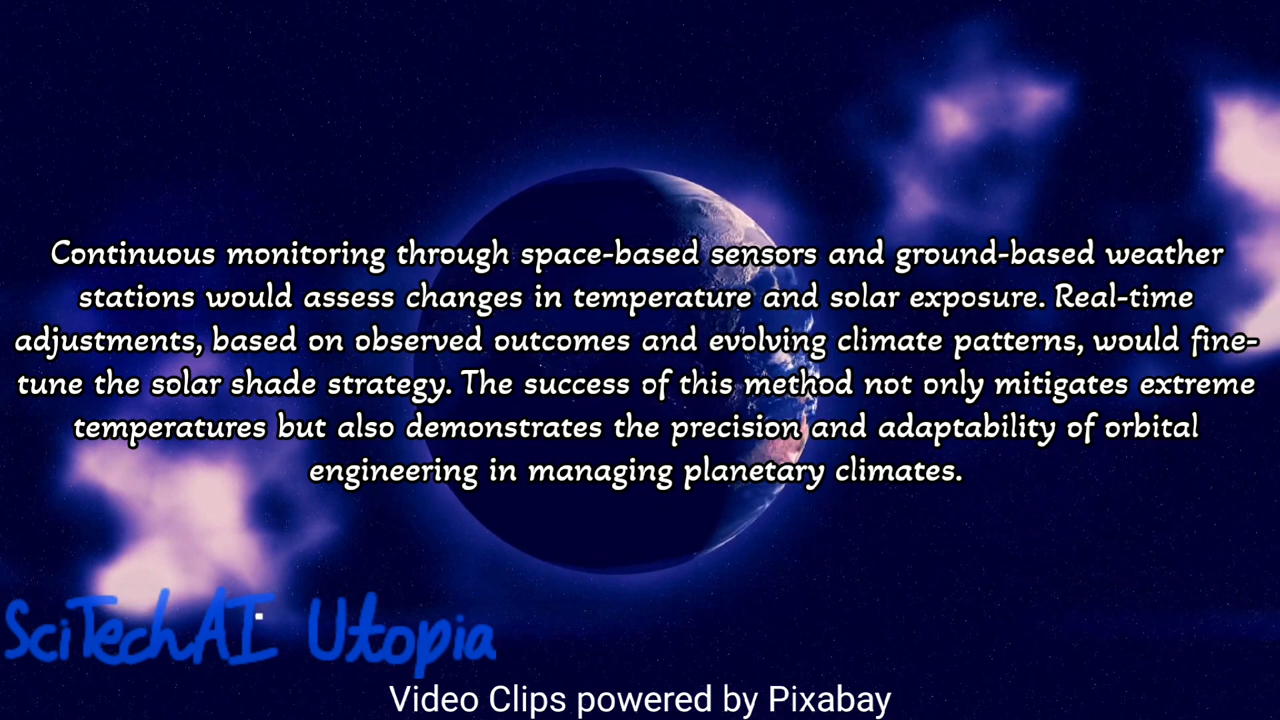 Continuous monitoring through space-based sensors and ground-based weather
stations would assess changes in temperature and solar exposure. Real-time
adjustments, based on observed outcomes and evolving climate patterns, would fine-
tune the solar shade strategy. The success of this method not only mitigates extreme
temperatures but also demonstrates the precision and adaptability of orbital
engineering in managing planetary climates.
SciTechAI Utopia
Video Clips powered by Pixabay